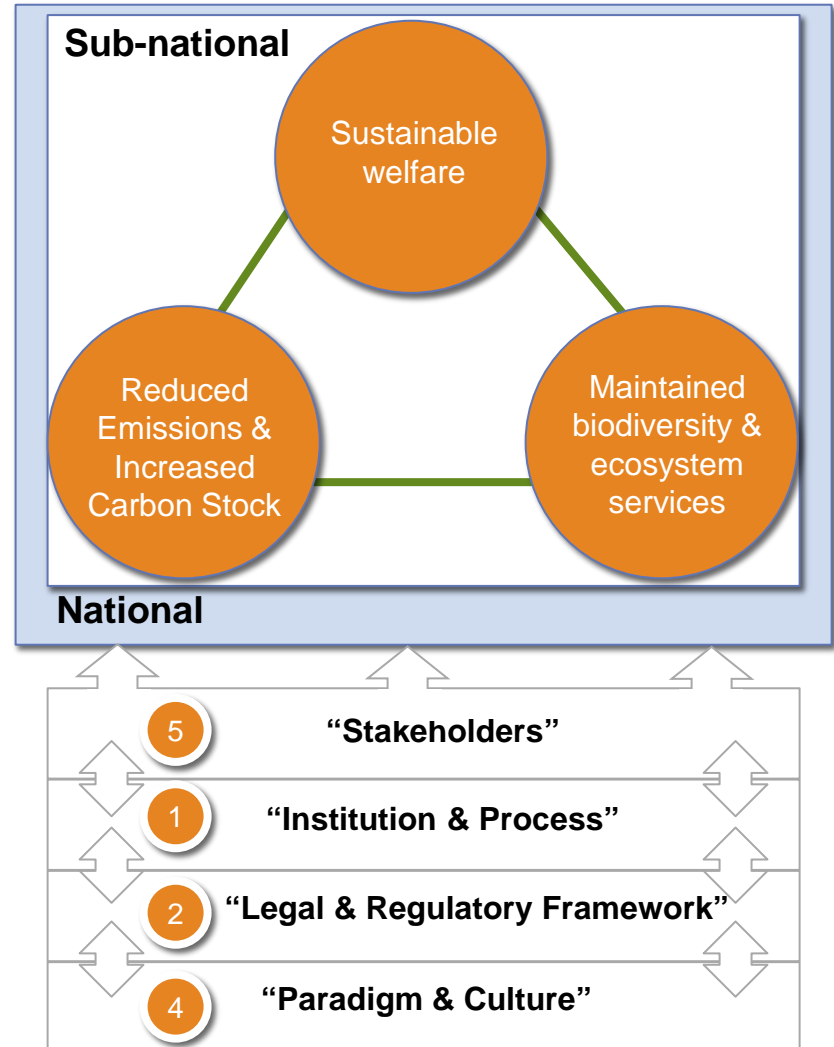 Sub-national
Sustainable
welfare
Reduced
Emissions &
Increased
Carbon Stock
Maintained
biodiversity &
ecosystem
services
National
5 “Stakeholders”
1 “Institution & Process”
2 “Legal & Regulatory Framework”
4 “Paradigm & Culture”